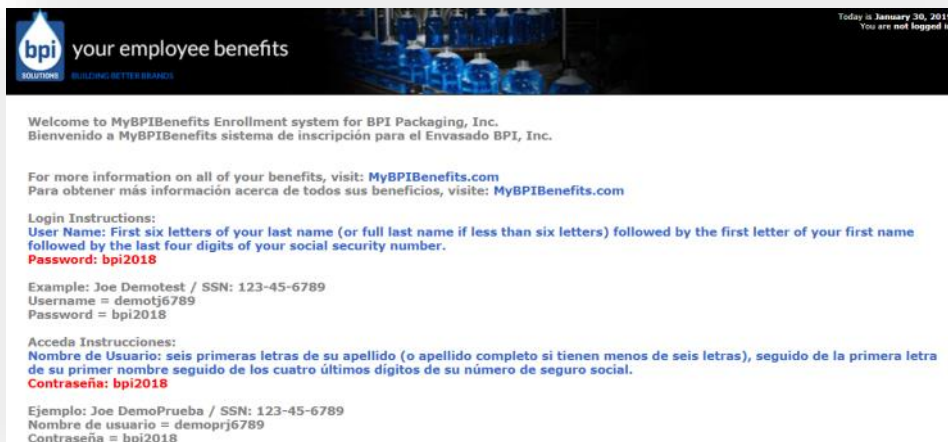 Today is January 30, 2019
You are not logged in
bpi
SOLUTIONS
your employee benefits
BUILDING BETTER BRANDS
Welcome to MyBPIBenefits Enrollment system for BPI Packaging, Inc.
Bienvenido a MyBPIBenefits sistema de inscripción para el Envasado BPI, Inc.
For more information on all of your benefits, visit: MyBPIBenefits.com
Para obtener más información acerca de todos sus beneficios, visite: MyBPIBenefits.com
Login Instructions:
User Name: First six letters of your last name (or full last name if less than six letters) followed by the first letter of your first name
followed by the last four digits of your social security number.
Password: bpi2018
Example: Joe Demotest / SSN: 123-45-6789
Username = demotj6789
Password = bpi2018
Acceda Instrucciones:
Nombre de Usuario: seis primeras letras de su apellido (o apellido completo si tienen menos de seis letras), seguido de la primera letra
de su primer nombre seguido de los cuatro últimos dígitos de su número de seguro social.
Contraseña: bpi2018
Ejemplo: Joe DemoPrueba / SSN: 123-45-6789
Nombre de usuario = demoprj6789
Contraseña = bpi2018